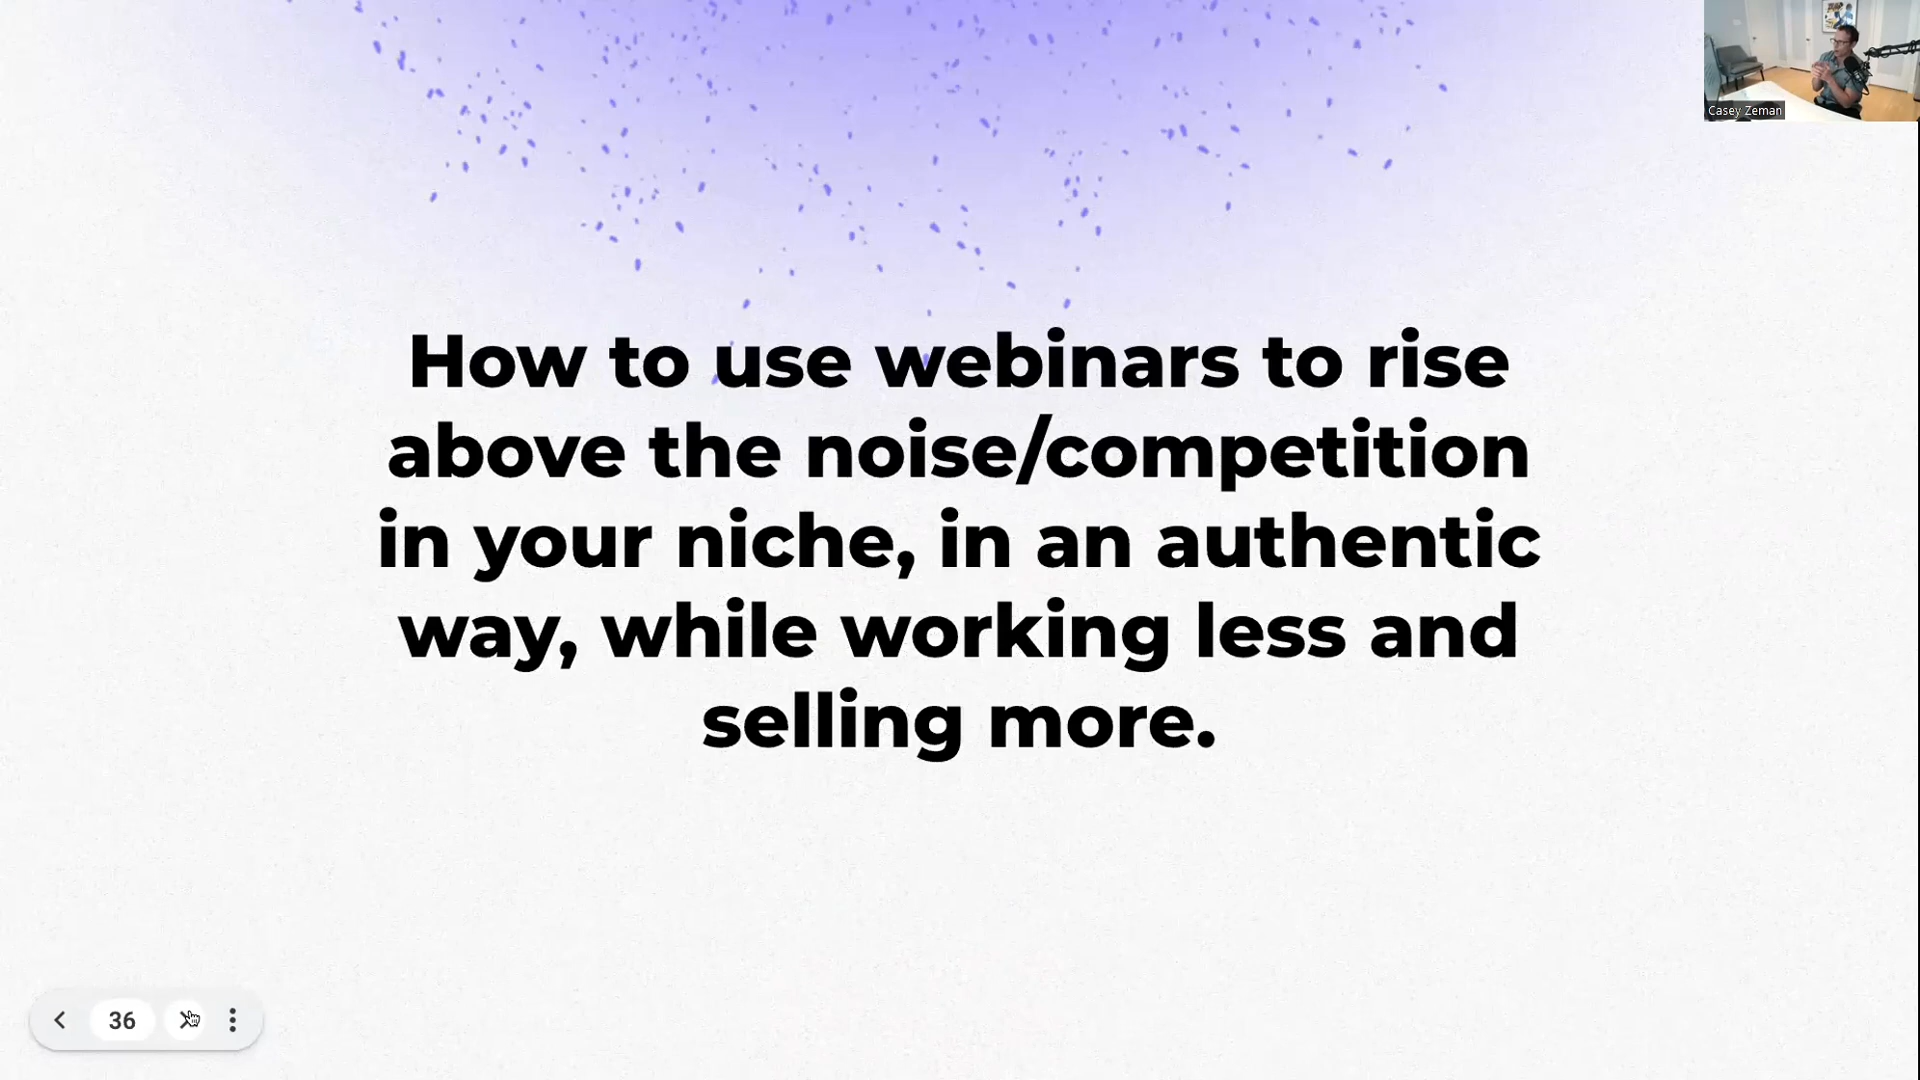 Casey Zeman
How to use webinars to rise
above the noise/competition
in your niche, in an authentic
way, while working less and
selling more.
36